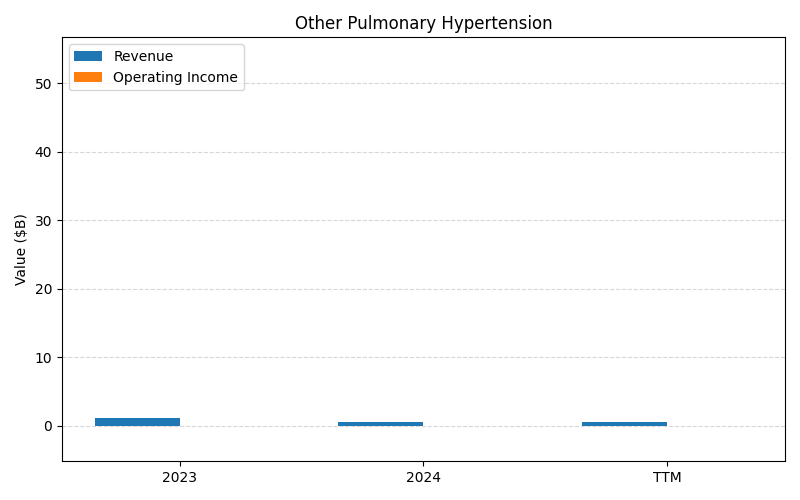 Other Pulmonary Hypertension
Revenue
Operating Income
Value ($B)
50
40
30
20
10
0
2023
2024
TTM